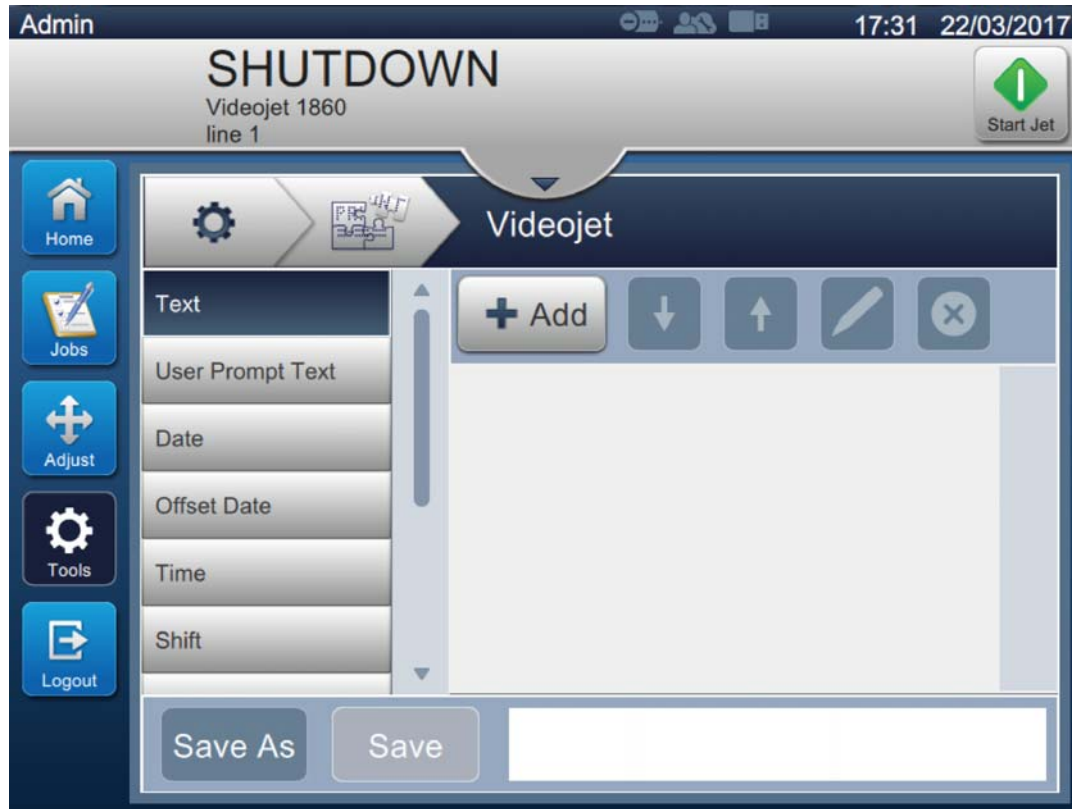 Admin 17:31 22/03/2017
SHUTDOWN
Videojet 1860
line 1
Start Jet
Home
Videojet
Text
Add
Jobs
User Prompt Text
Date
Adjust
Offset Date
Tools
Time
Shift
Logout
Save As
Save